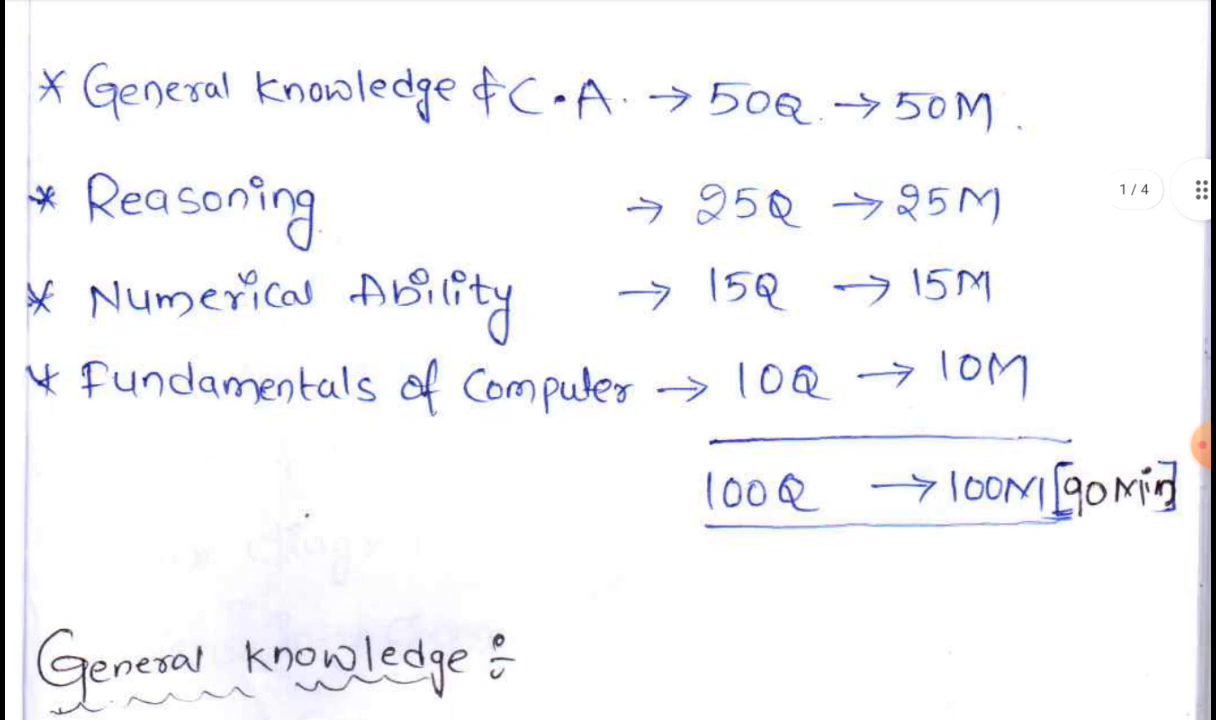 * General knowledge & C.A. → 50Q. → 50M.
* Reasoning → 25Q → 25M
1 / 4
* Numerical Ability → 15Q → 15M
* Fundamentals of Computer → 10Q → 10M
100Q → 100M [90 Min]
General knowledge :-